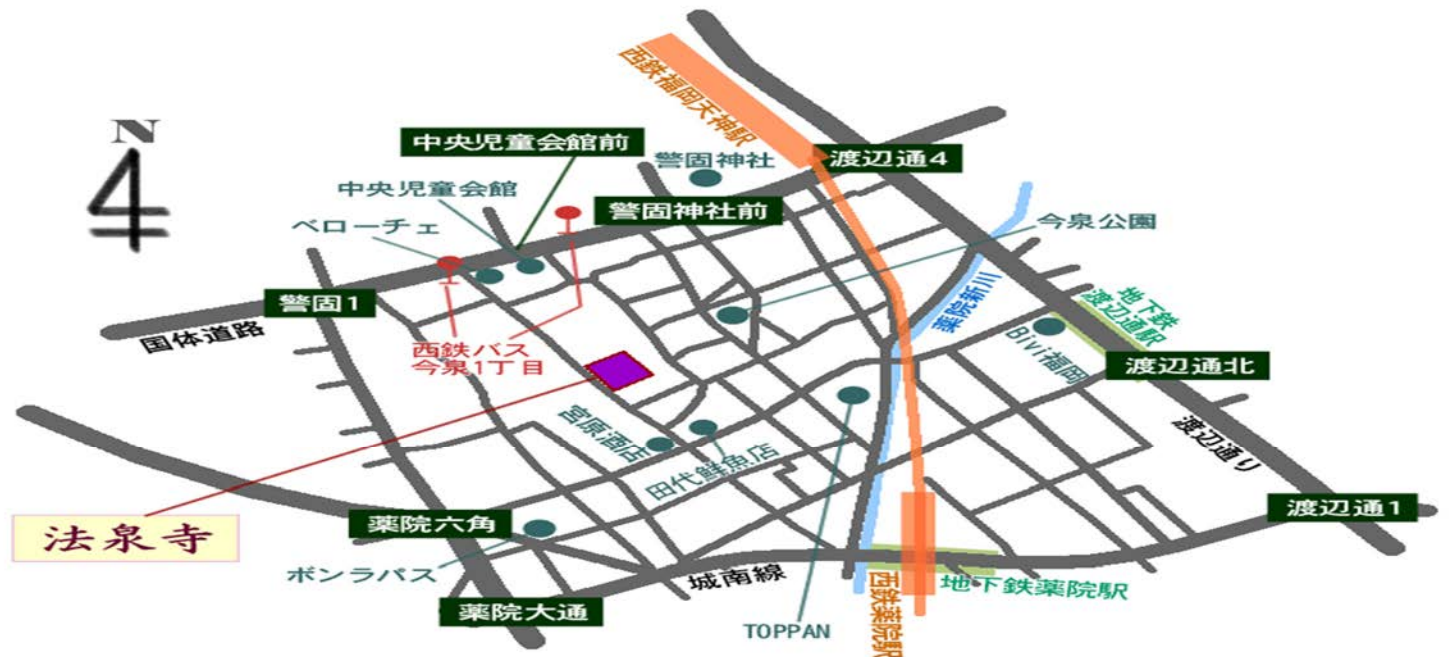 N
西鉄福岡天神駅
中央児童会館前
警固神社
渡辺通4
中央児童会館
警固神社前
ベローチェ
今泉公園
警固1
国体道路
薬院新川
地下鉄
渡辺通駅
西鉄バス
今泉1丁目
Bivi福岡
渡辺通北
宮原酒店
田代鮮魚店
渡辺通り
薬院六角
渡辺通1
法泉寺
ボンラパス
城南線
地下鉄薬院駅
西鉄薬院駅
薬院大通
TOPPAN